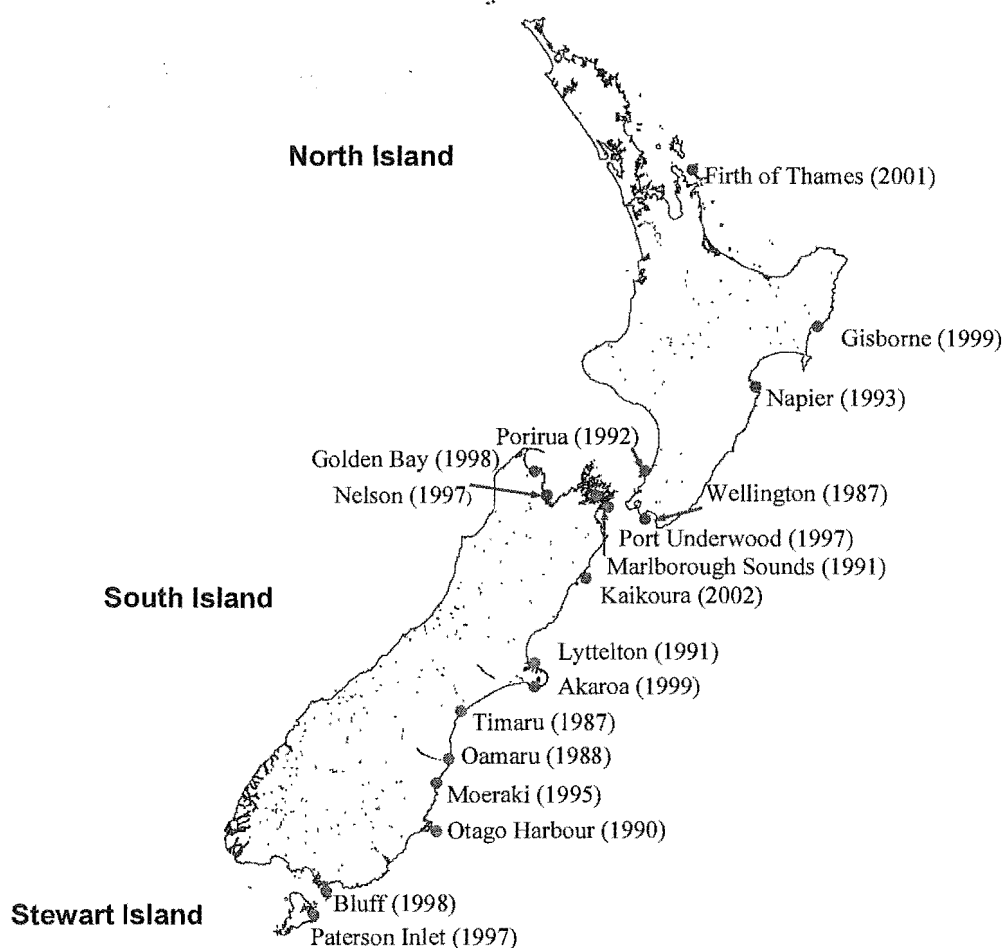 North Island
Firth of Thames (2001)
Gisborne (1999)
Napier (1993)
Porirua (1992)
Golden Bay (1998)
Nelson (1997)
Wellington (1987)
Port Underwood (1997)
Marlborough Sounds (1991)
Kaikoura (2002)
South Island
Lyttelton (1991)
Akaroa (1999)
Timaru (1987)
Oamaru (1988)
Moeraki (1995)
Otago Harbour (1990)
Bluff (1998)
Stewart Island
Paterson Inlet (1997)